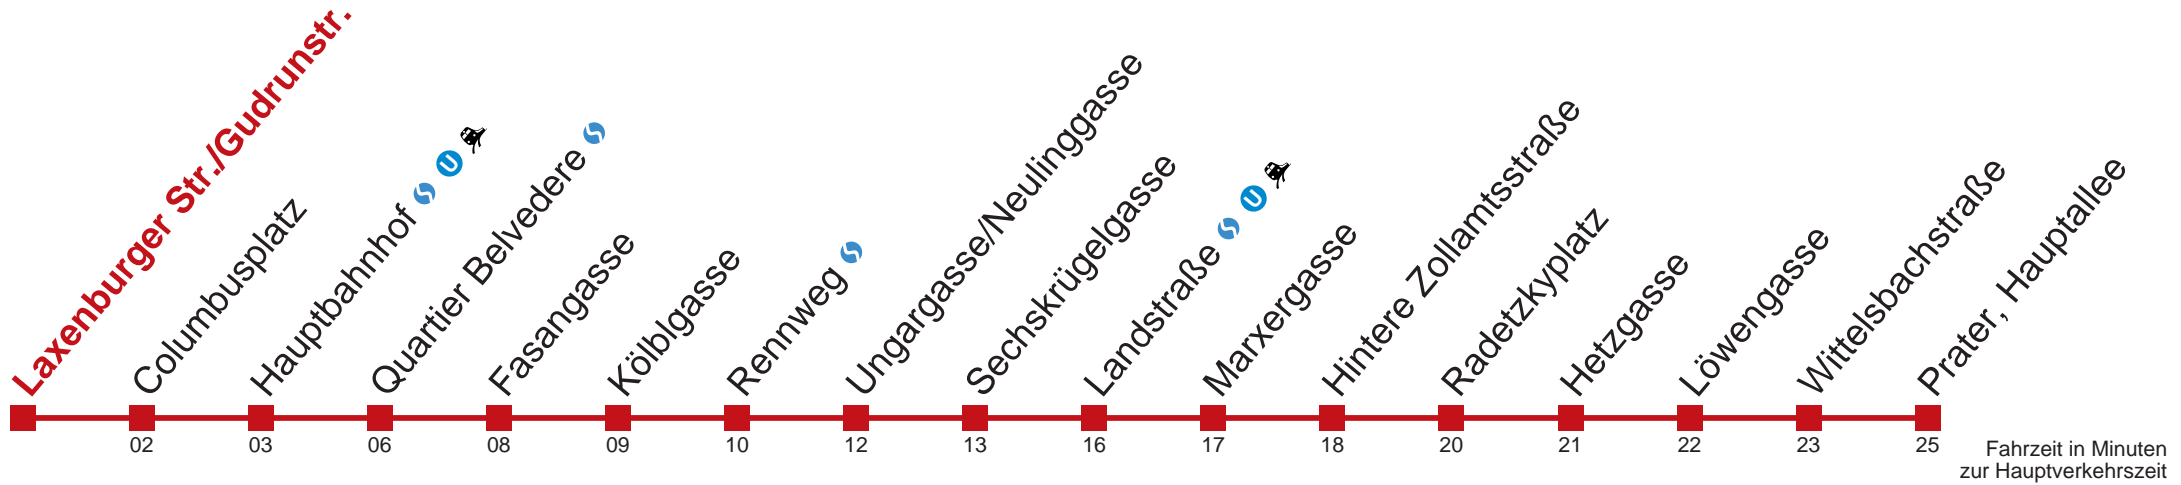 Laxenburger Str./Gudrunstr.
Columbusplatz
Hauptbahnhof S U
Quartier Belvedere S
Fasangasse
Kölblgasse
Rennweg S
Ungargasse/Neulinggasse
Sechskrügelgasse
Landstraße S U
Marxergasse
Hintere Zollamtsstraße
Radetzkyplatz
Hetzgasse
Löwengasse
Wittelsbachstraße
Prater, Hauptallee
02 03 06 08 09 10 12 13 16 17 18 20 21 22 23 25
Fahrzeit in Minuten
zur Hauptverkehrszeit